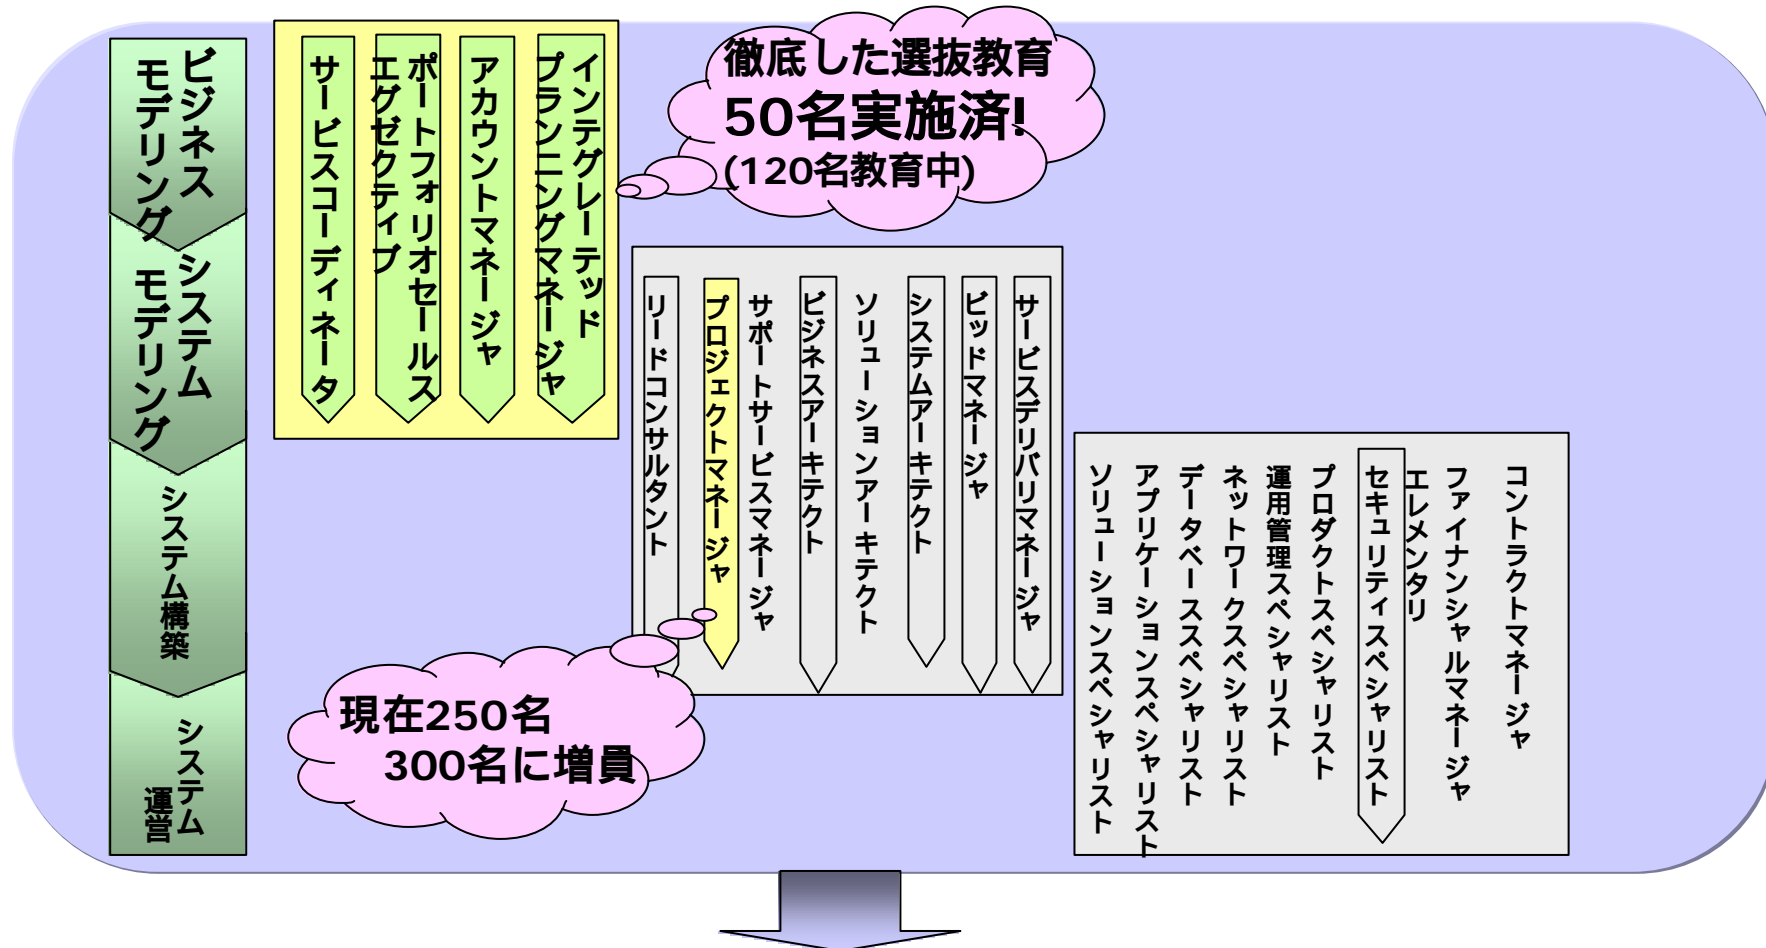 ビジネス
モデリング
システム
モデリング
システム構築
システム
運営
サービスコーディネータ
ポートフォリオセールス
エグゼクティブ
アカウントマネージャ
インテグレーテッド
プランニングマネージャ
徹底した選抜教育
50名実施済!
(120名教育中)
リードコンサルタント
プロジェクトマネージャ
サポートサービスマネージャ
ビジネスアーキテクト
ソリューションアーキテクト
システムアーキテクト
ビッドマネージャ
サービスデリバリマネージャ
現在250名
300名に増員
ソリューションスペシャリスト
アプリケーションスペシャリスト
データベーススペシャリスト
ネットワークスペシャリスト
運用管理スペシャリスト
プロダクトスペシャリスト
セキュリティスペシャリスト
エレメンタリ
ファイナンシャルマネージャ
コントラクトマネージャ